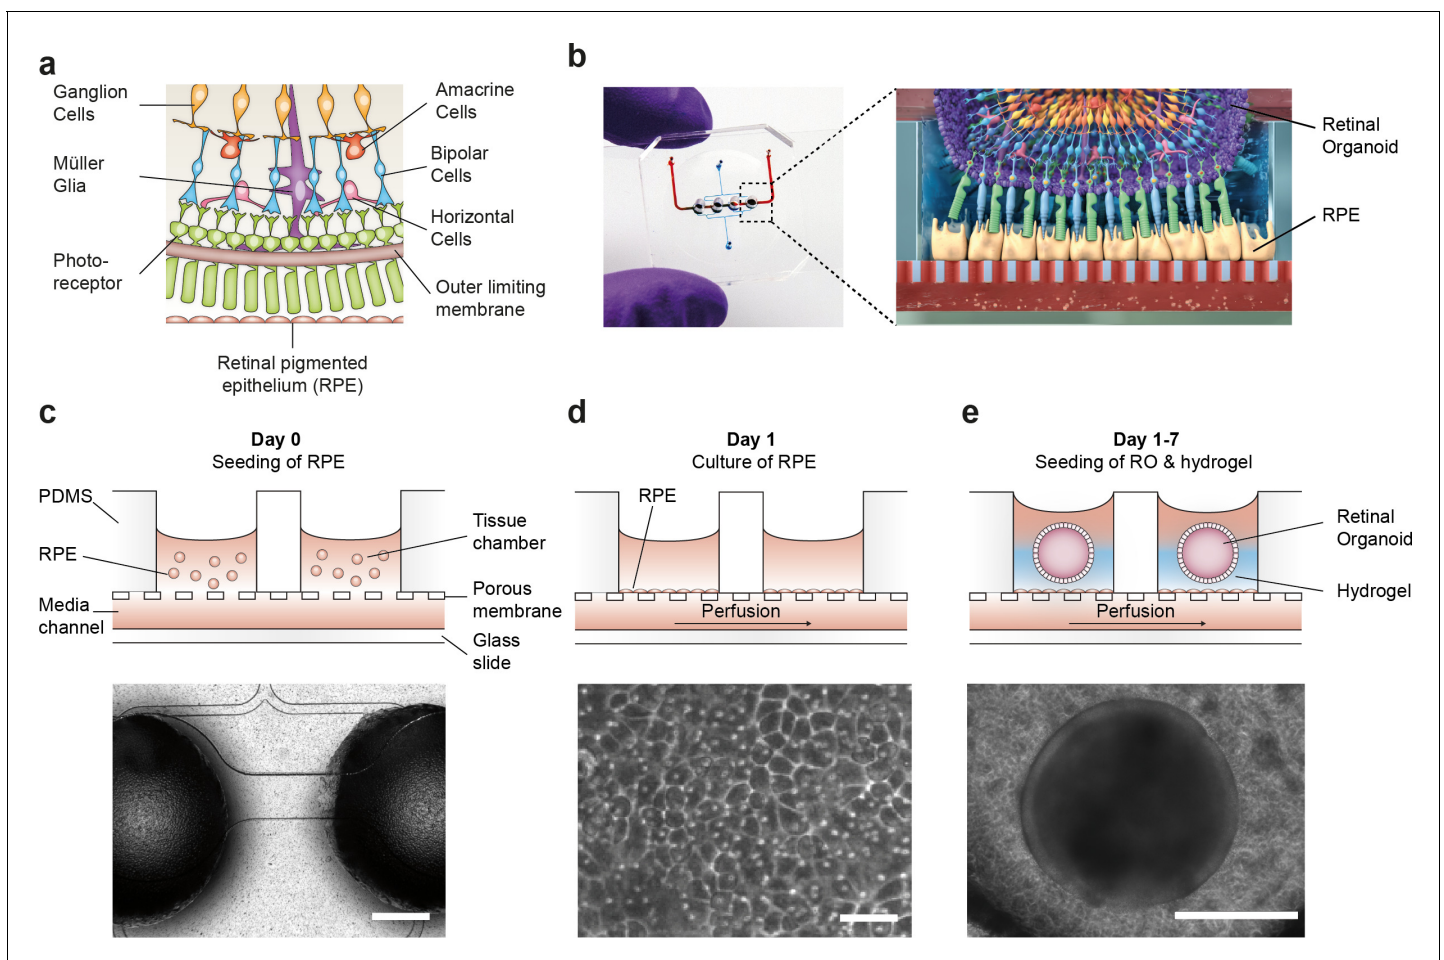 a
Ganglion
Cells
Müller
Glia
Photo-
receptor
Amacrine
Cells
Bipolar
Cells
Horizontal
Cells
Outer limiting
membrane
Retinal pigmented
epithelium (RPE)
b
Retinal
Organoid
RPE
c
Day 0
Seeding of RPE
PDMS
RPE
Media
channel
Tissue
chamber
Porous
membrane
Glass
slide
d
Day 1
Culture of RPE
RPE
Perfusion
e
Day 1-7
Seeding of RO & hydrogel
Perfusion
Retinal
Organoid
Hydrogel